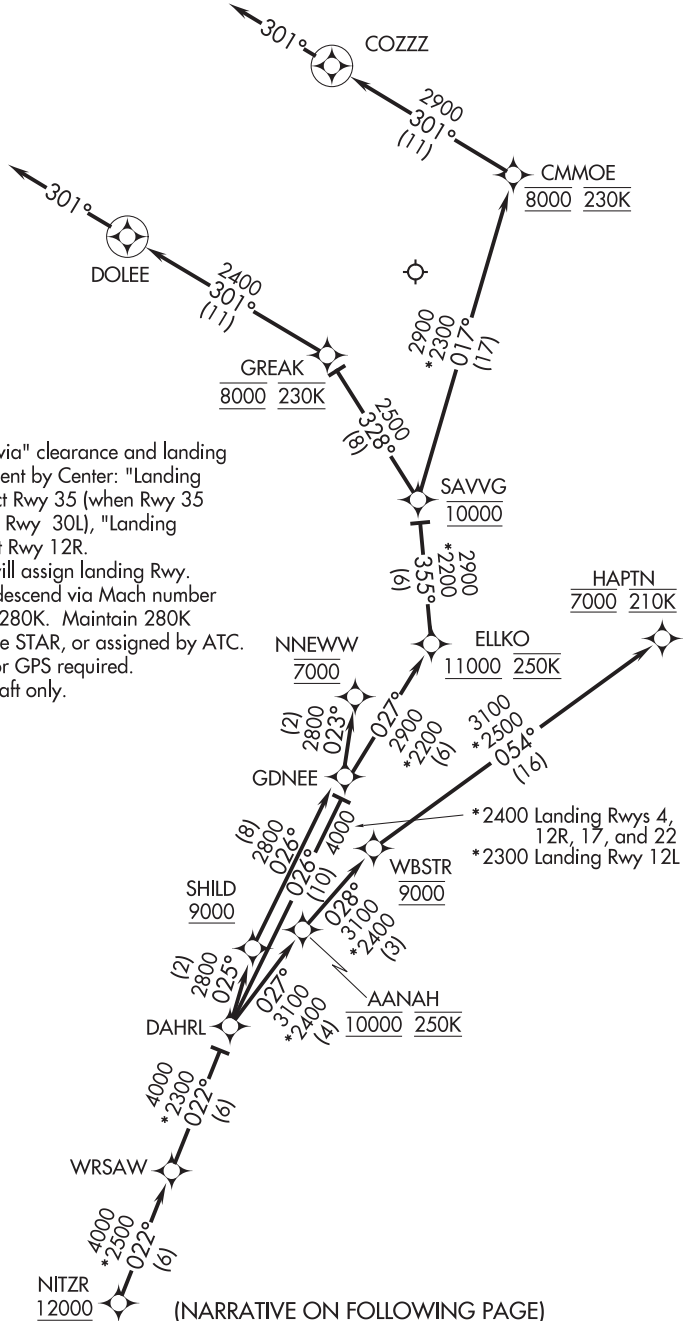 301°
COZZZ
2900
301°
(11)
CMMOE
8000 230K
301°
DOLEE
2400
301°
(11)
2900
*2300
017°
(17)
GREAK
8000 230K
2500
328°
(8)
via" clearance and landing
ent by Center: "Landing
t Rwy 35 (when Rwy 35
Rwy 30L), "Landing
t Rwy 12R.
ill assign landing Rwy.
descend via Mach number
280K. Maintain 280K
e STAR, or assigned by ATC.
or GPS required.
aft only.
SAVVG
10000
2900
*2200
355°
(6)
HAPTN
7000 210K
NNEWW
7000
ELLKO
11000 250K
(2)
2800
023°
027°
2900
*2200
(6)
3100
*2500
054°
(16)
GDNEE
*2400 Landing Rwys 4,
12R, 17, and 22
*2300 Landing Rwy 12L
(8)
2800
026°
4000
026°
(10)
WBSTR
9000
SHILD
9000
028°
3100
*2400
(3)
(2)
2800
025°
027°
3100
*2400
(4)
AANAH
10000 250K
DAHRL
4000
*2300
022°
(6)
WRSAW
4000
*2500
022°
(6)
NITZR
12000
(NARRATIVE ON FOLLOWING PAGE)